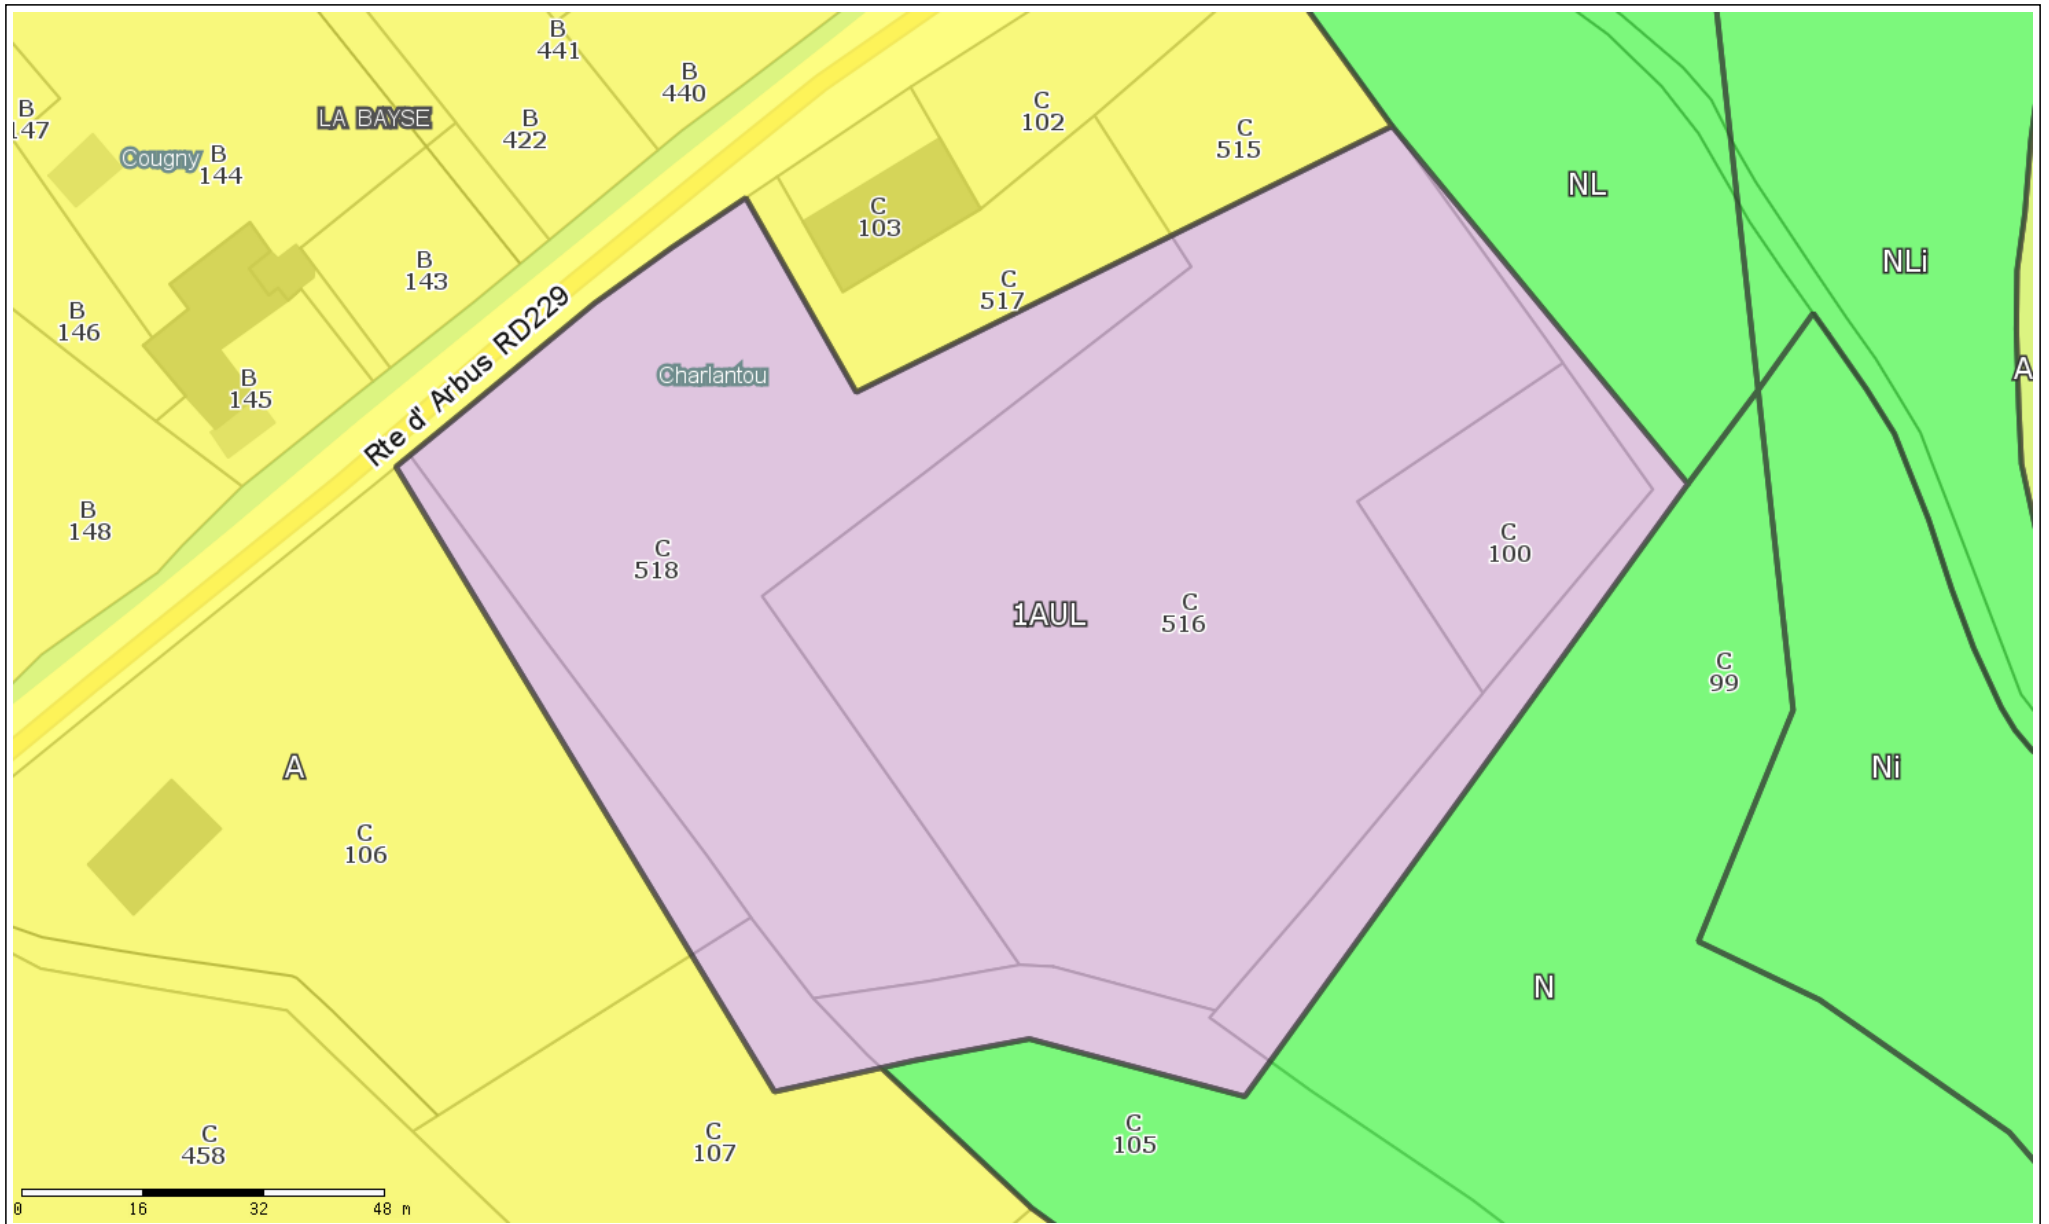 B
441
B
440
C
102
B
147
LA BAYSE
B
422
C
515
Cougny
B
144
NL
C
103
B
143
NLi
C
517
B
146
Rte d' Arbus RD229
Charlantou
A
B
145
B
148
C
518
C
100
1AUL
C
516
C
99
A
Ni
C
106
N
C
458
C
107
C
105
0 16 32 48 m